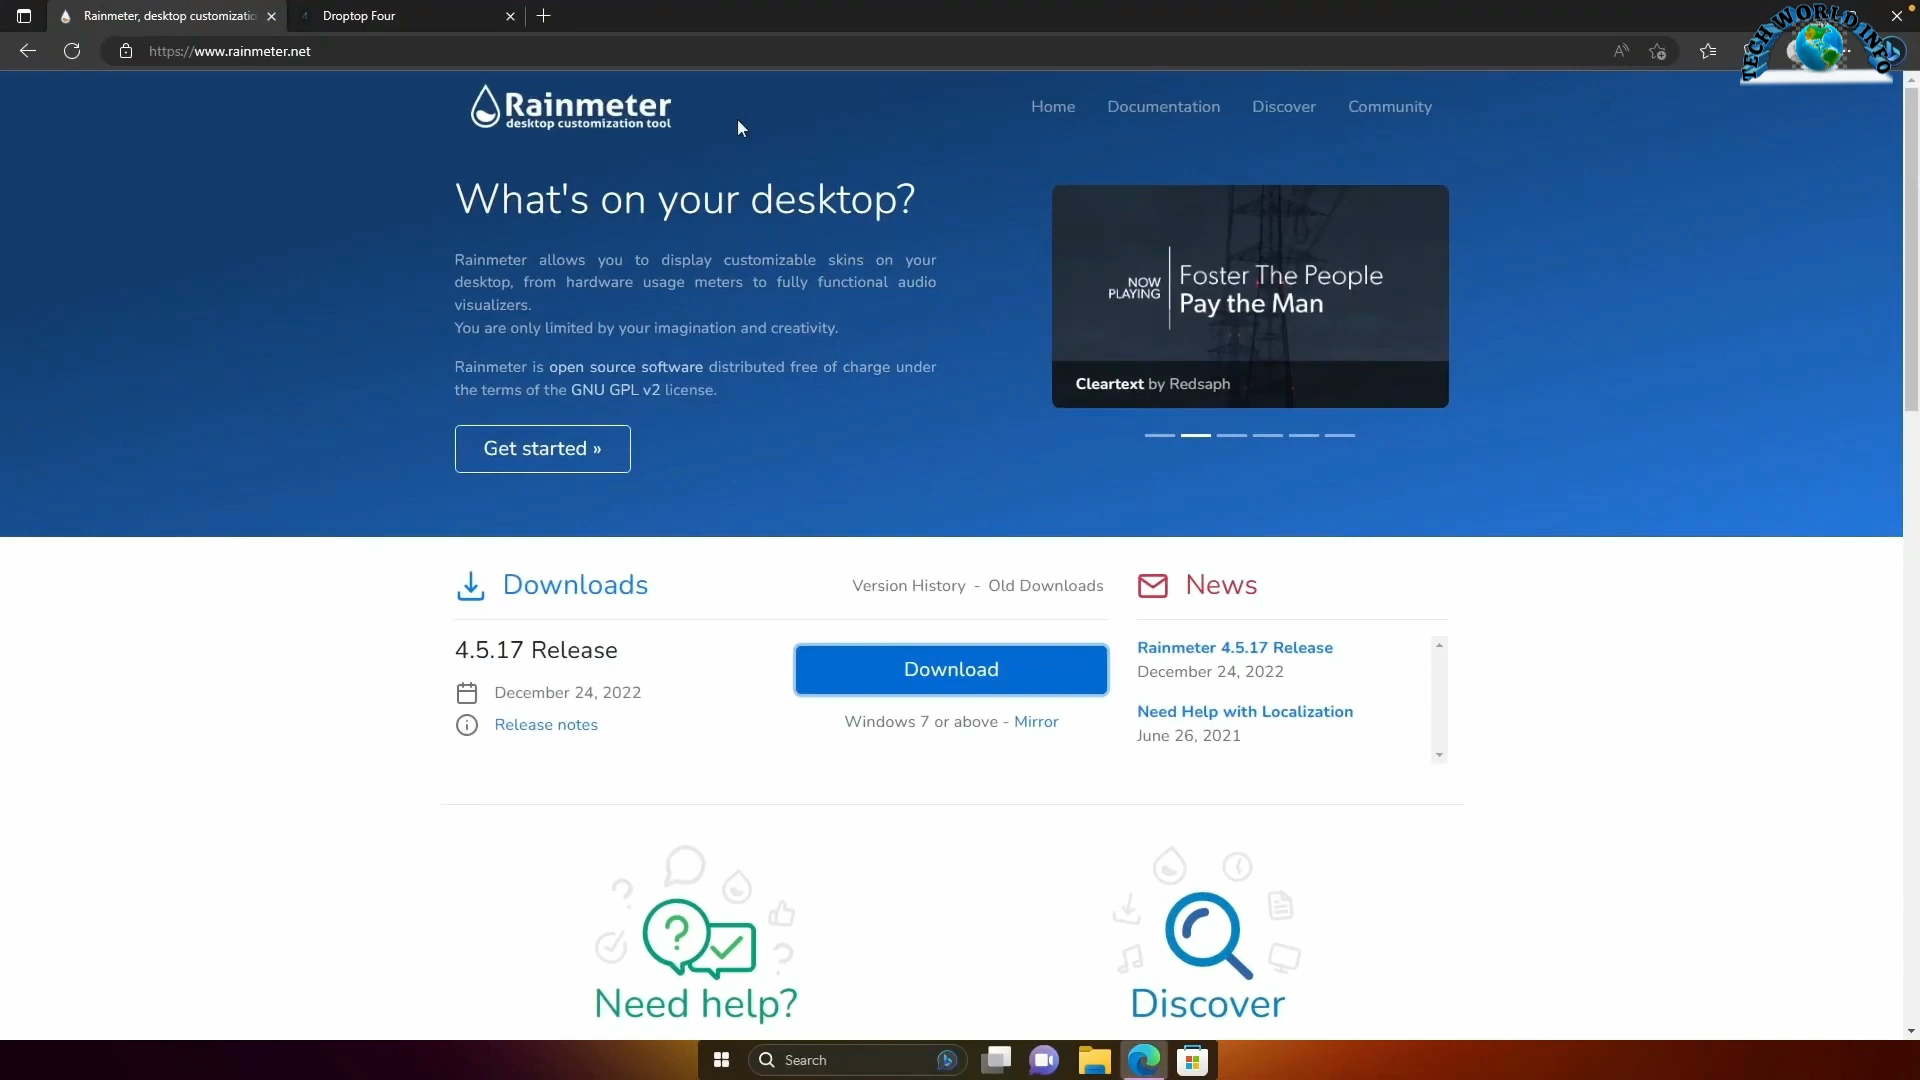 Rainmeter, desktop customizatio
Droptop Four
https://www.rainmeter.net
TECH WORLD INFO
Rainmeter
desktop customization tool
Home
Documentation
Discover
Community
What's on your desktop?
Rainmeter allows you to display customizable skins on your
desktop, from hardware usage meters to fully functional audio
visualizers.
You are only limited by your imagination and creativity.
Rainmeter is open source software distributed free of charge under
the terms of the GNU GPL v2 license.
Get started »
NOW
PLAYING
Foster The People
Pay the Man
Cleartext by Redsaph
Downloads
Version History - Old Downloads
4.5.17 Release
December 24, 2022
Release notes
Download
Windows 7 or above - Mirror
News
Rainmeter 4.5.17 Release
December 24, 2022
Need Help with Localization
June 26, 2021
Need help?
Discover
Search